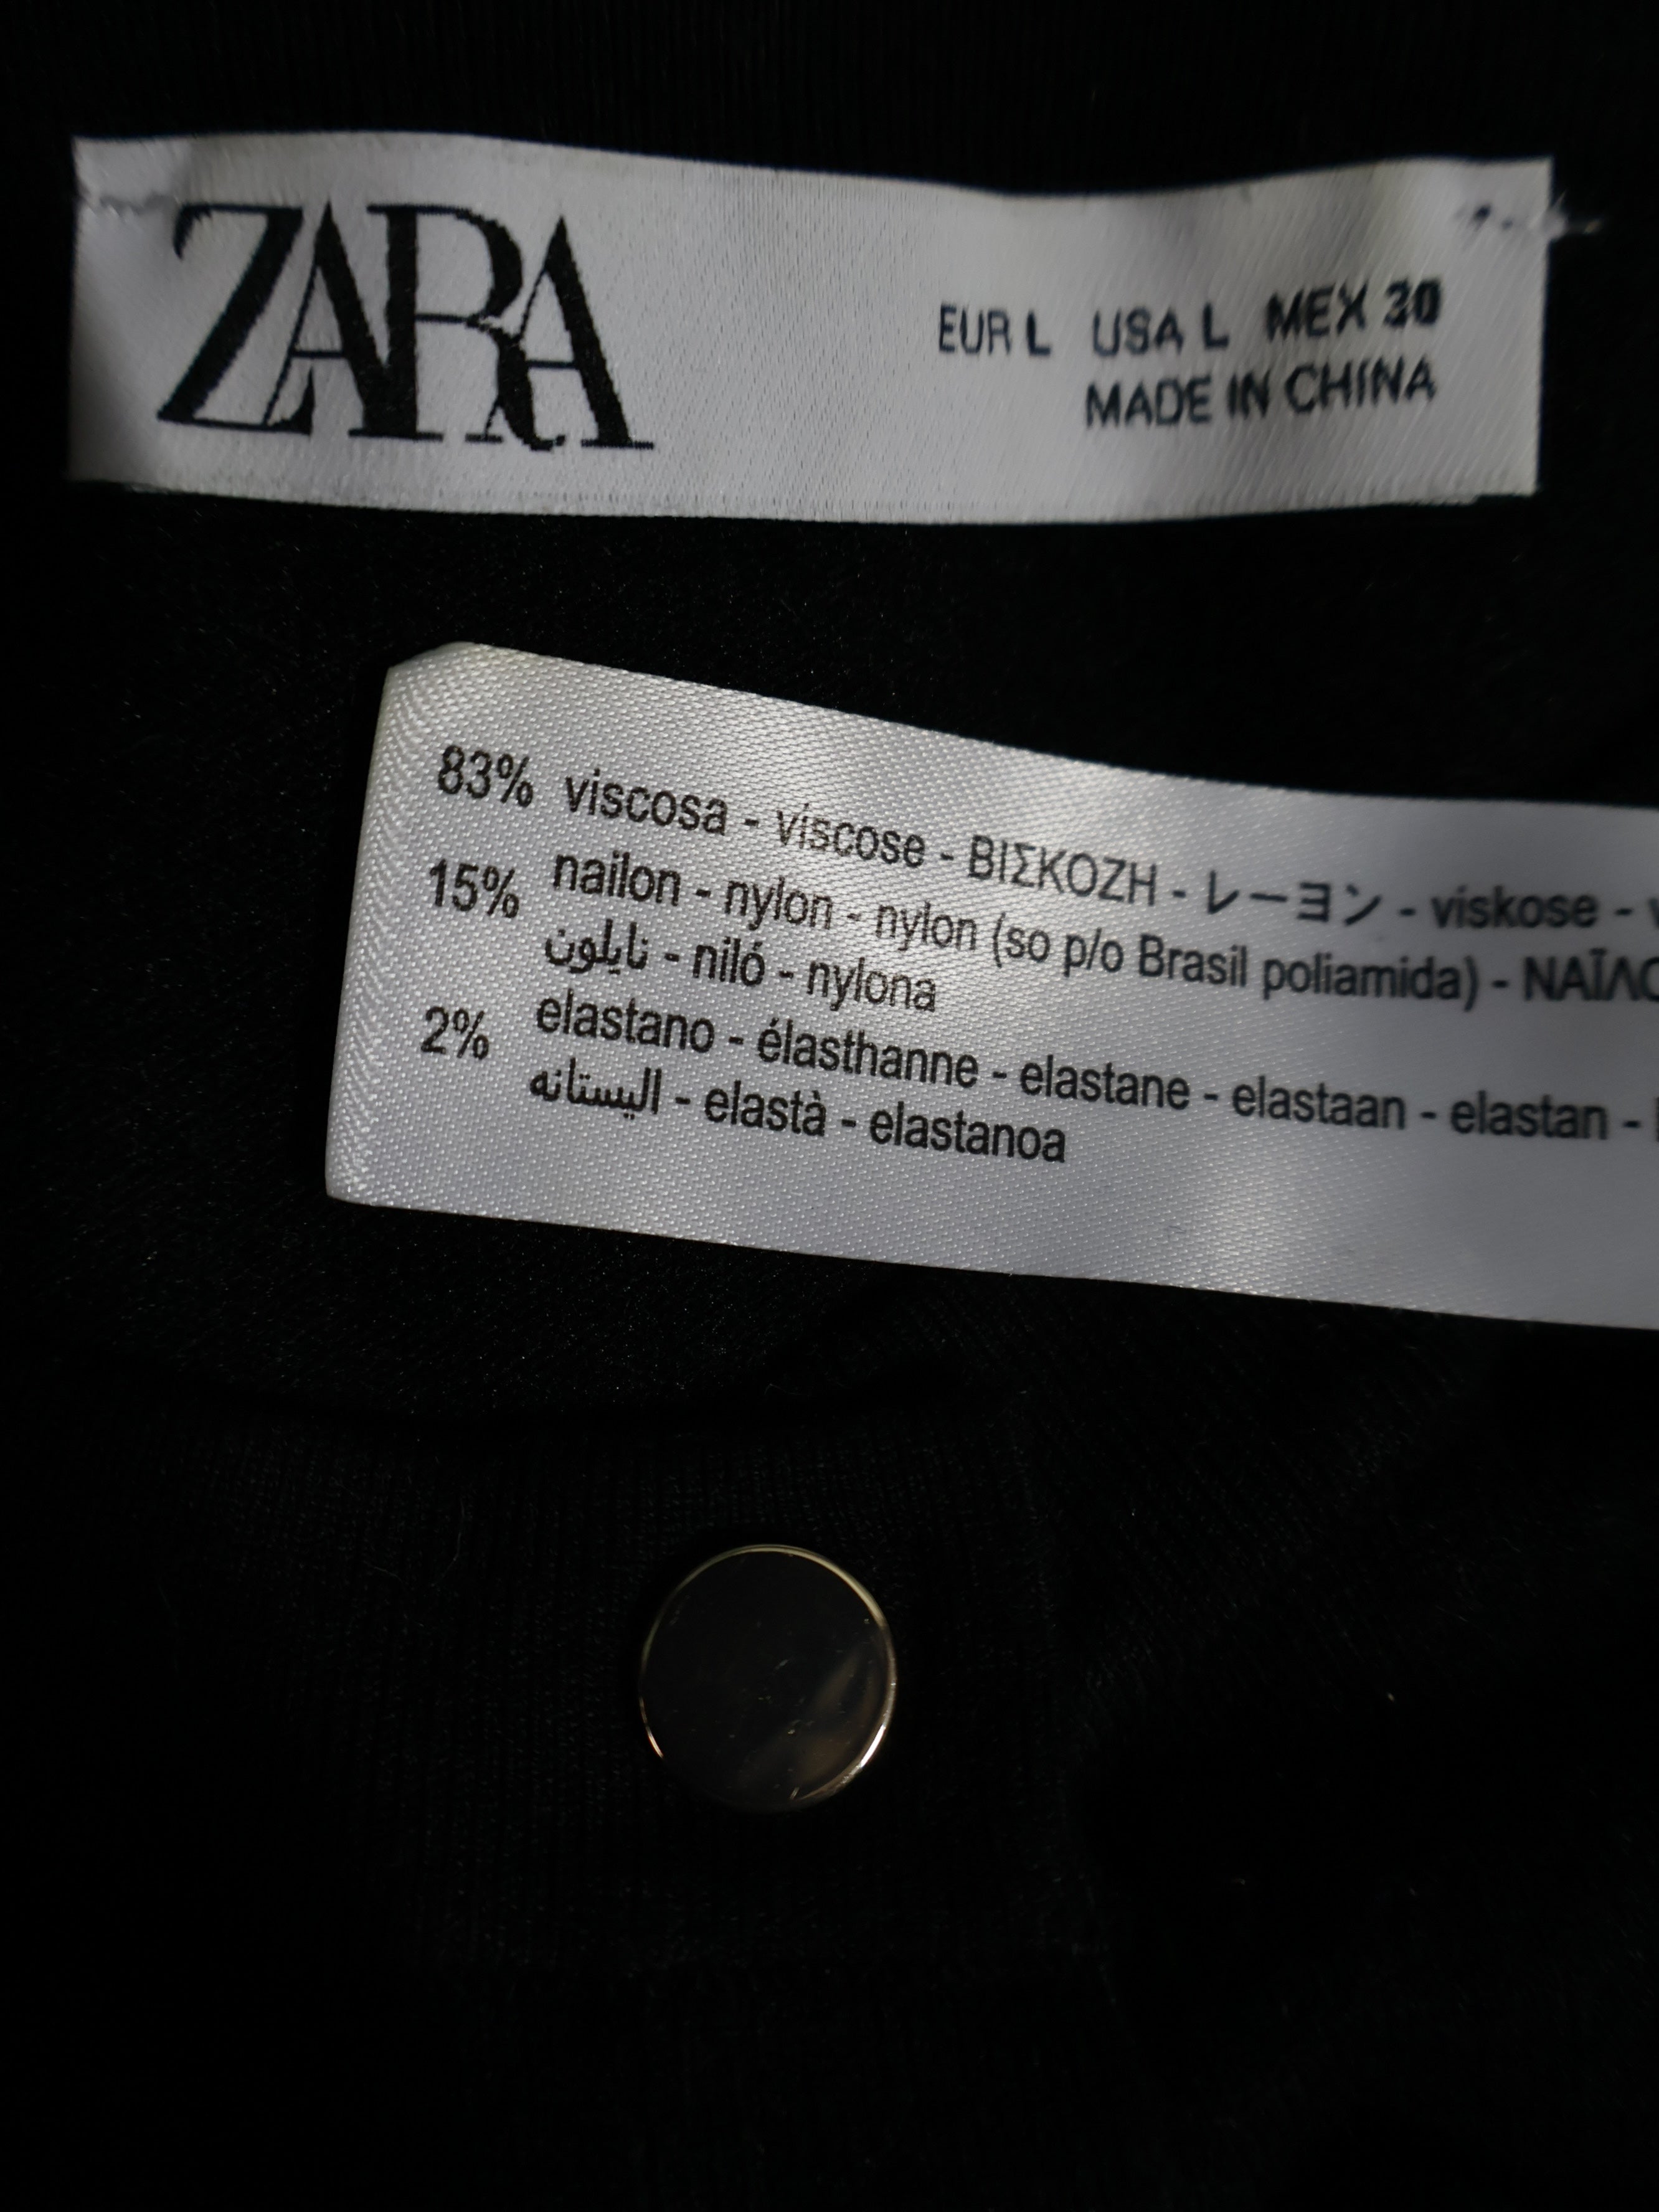 ZARA
EUR L USA L MEX 30
MADE IN CHINA
83% viscosa - viscose - ΒΙΣΚΟΖΗ - レーヨン - viskose -
15% nailon - nylon - nylon (so p/o Brasil poliamida) -
نايلون - niló - nylona
2% elastano - élasthanne - elastane - elastaan - elastan -
اليستانه - elastà - elastanoa